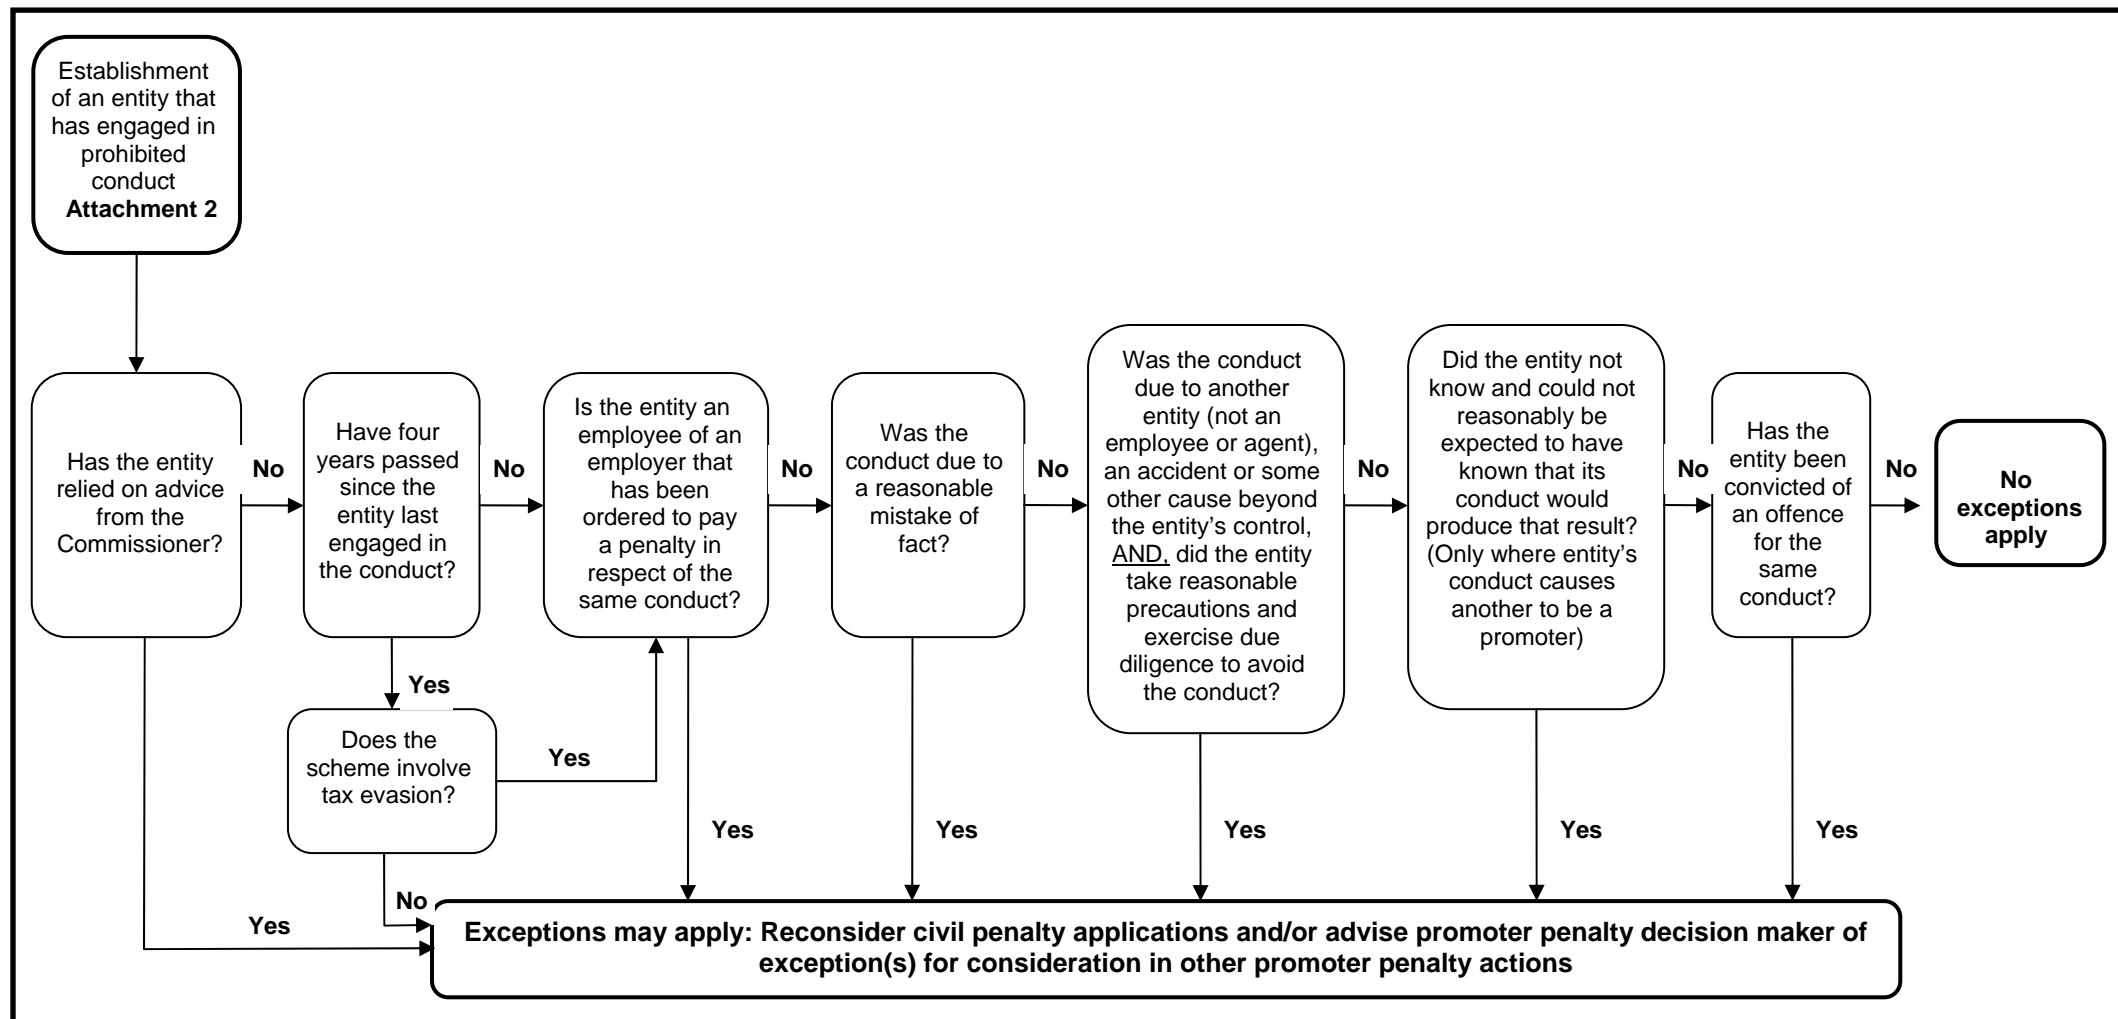 Establishment
of an entity that
has engaged in
prohibited
conduct
Attachment 2
Has the entity
relied on advice
from the
Commissioner?
No
Have four
years passed
since the
entity last
engaged in
the conduct?
No
Is the entity an
employee of an
employer that
has been
ordered to pay
a penalty in
respect of the
same conduct?
No
Was the
conduct due to
a reasonable
mistake of
fact?
No
Was the conduct
due to another
entity (not an
employee or agent),
an accident or some
other cause beyond
the entity's control,
AND, did the entity
take reasonable
precautions and
exercise due
diligence to avoid
the conduct?
No
Did the entity not
know and could not
reasonably be
expected to have
known that its
conduct would
produce that result?
(Only where entity's
conduct causes
another to be a
promoter)
No
Has the
entity been
convicted of
an offence
for the
same
conduct?
No
No
exceptions
apply
Yes
Does the
scheme involve
tax evasion?
Yes
Yes
Yes
Yes
Yes
Yes
No
Yes
Exceptions may apply: Reconsider civil penalty applications and/or advise promoter penalty decision maker of
exception(s) for consideration in other promoter penalty actions